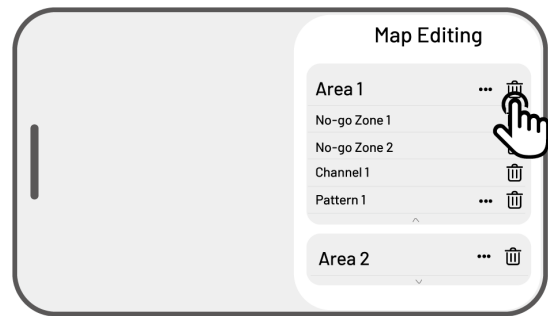 Map Editing
Area 1
No-go Zone 1
No-go Zone 2
Channel 1
Pattern 1
Area 2